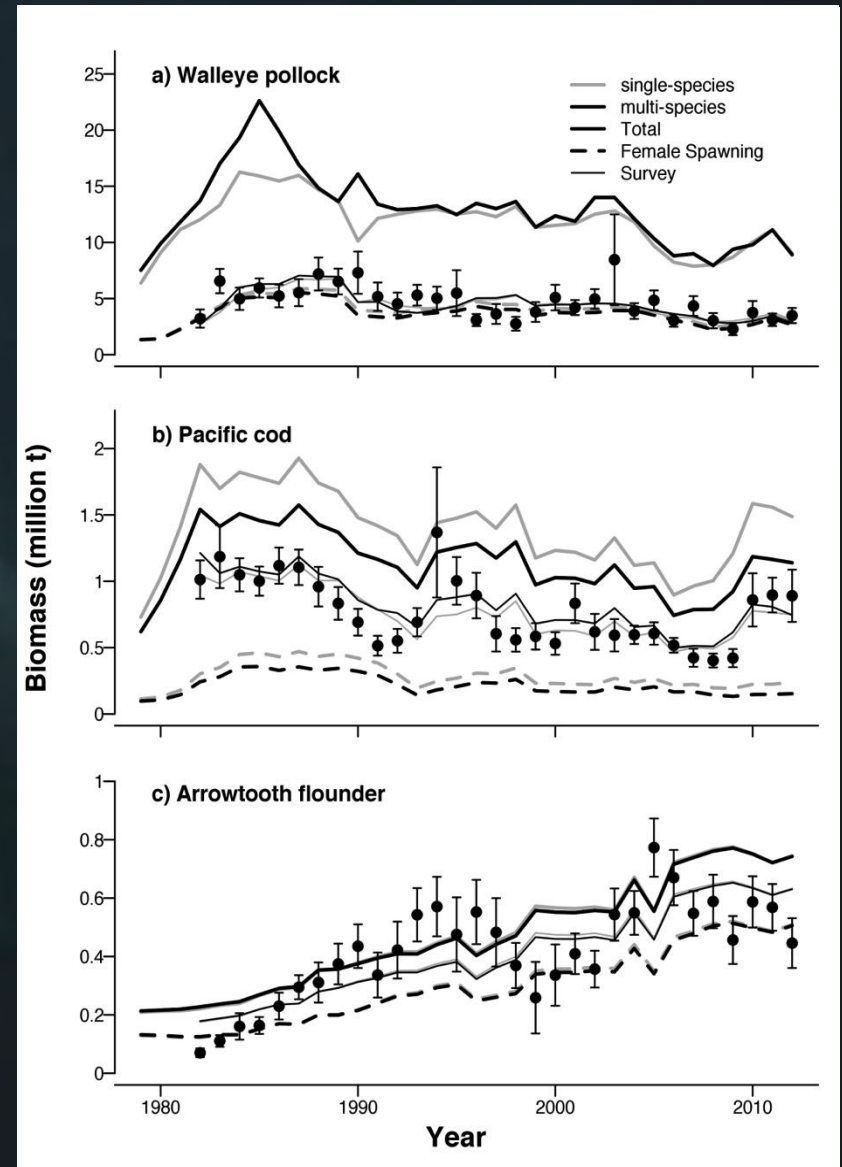 a) Walleye pollock
single-species
multi-species
Total
Female Spawning
Survey
25
20
15
10
5
0
b) Pacific cod
2
1.5
1
0.5
0
Biomass (million t)
c) Arrowtooth flounder
1
0.8
0.6
0.4
0.2
0
1980 1990 2000 2010
Year